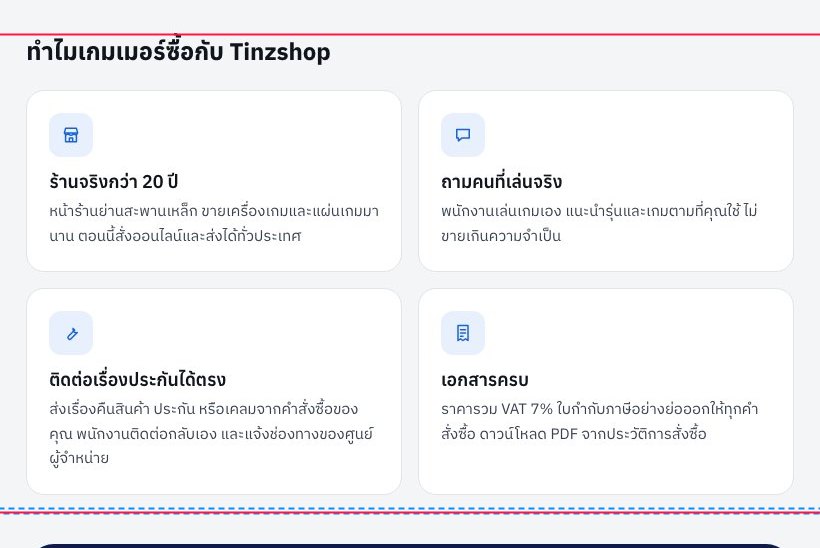 ทำไมเกมเมอร์ซื้อกับ Tinzshop
ร้านจริงกว่า 20 ปี
หน้าร้านย่านสะพานเหล็ก ขายเครื่องเกมและแผ่นเกมมา
นาน ตอนนี้สั่งออนไลน์และส่งได้ทั่วประเทศ
ถามคนที่เล่นจริง
พนักงานเล่นเกมเอง แนะนำรุ่นและเกมตามที่คุณใช้ ไม่
ขายเกินความจำเป็น
ติดต่อเรื่องประกันได้ตรง
ส่งเรื่องคืนสินค้า ประกัน หรือเคลมจากคำสั่งซื้อของ
คุณ พนักงานติดต่อกลับเอง และแจ้งช่องทางของศูนย์
ผู้จำหน่าย
เอกสารครบ
ราคารวม VAT 7% ใบกำกับภาษีอย่างย่อออกให้ทุกคำ
สั่งซื้อ ดาวน์โหลด PDF จากประวัติการสั่งซื้อ